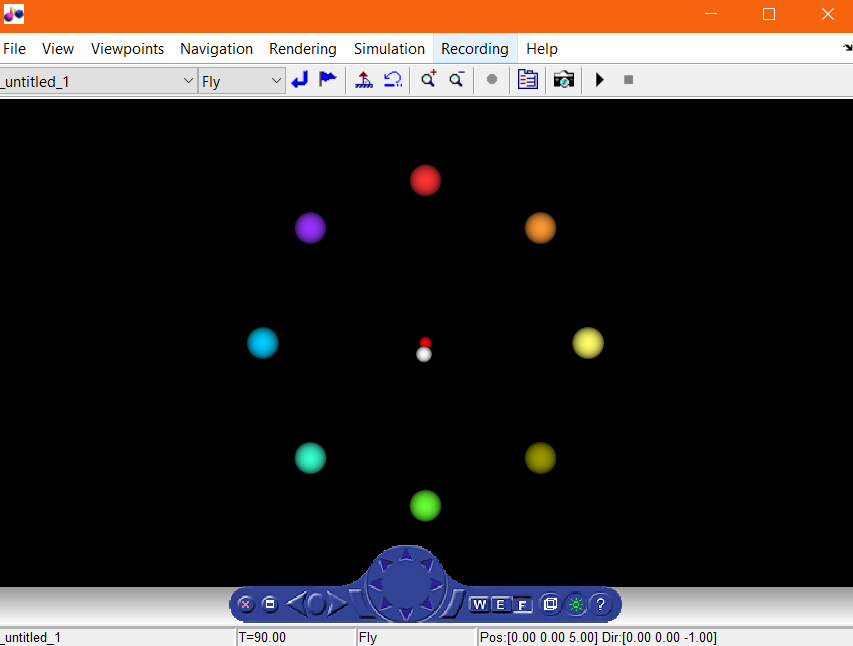 File View Viewpoints Navigation Rendering Simulation Recording Help
_untitled_1 Fly
W E F ?
_untitled_1 T=90.00 Fly Pos:[0.00 0.00 5.00] Dir:[0.00 0.00 -1.00]